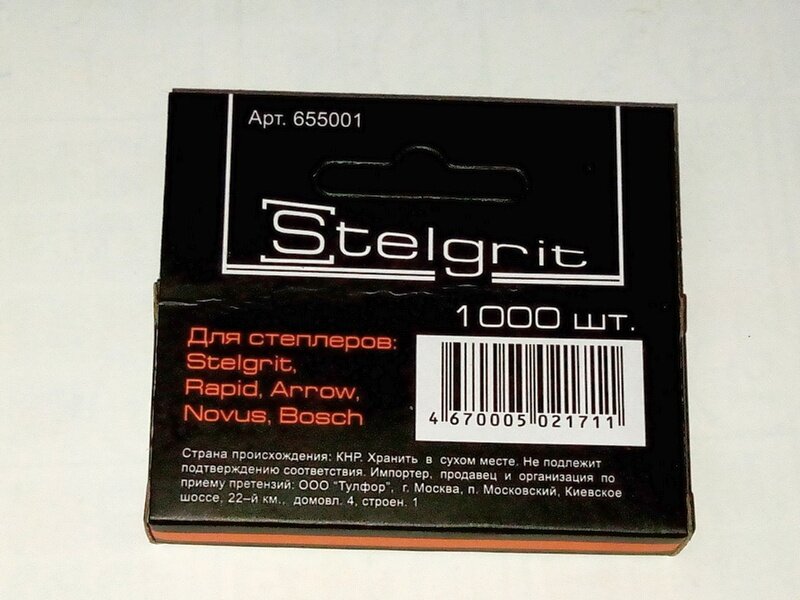 Арт. 655001
Stelgrit
1000 шт.
Для степлеров:
Stelgrit,
Rapid, Arrow,
Novus, Bosch
4 670005 021711
Страна происхождения: КНР. Хранить в сухом месте. Не подлежит
подтверждению соответствия. Импортер, продавец и организация по
приему претензий: ООО "Тулфор", г. Москва, п. Московский, Киевское
шоссе, 22–й км., домовл. 4, строен. 1